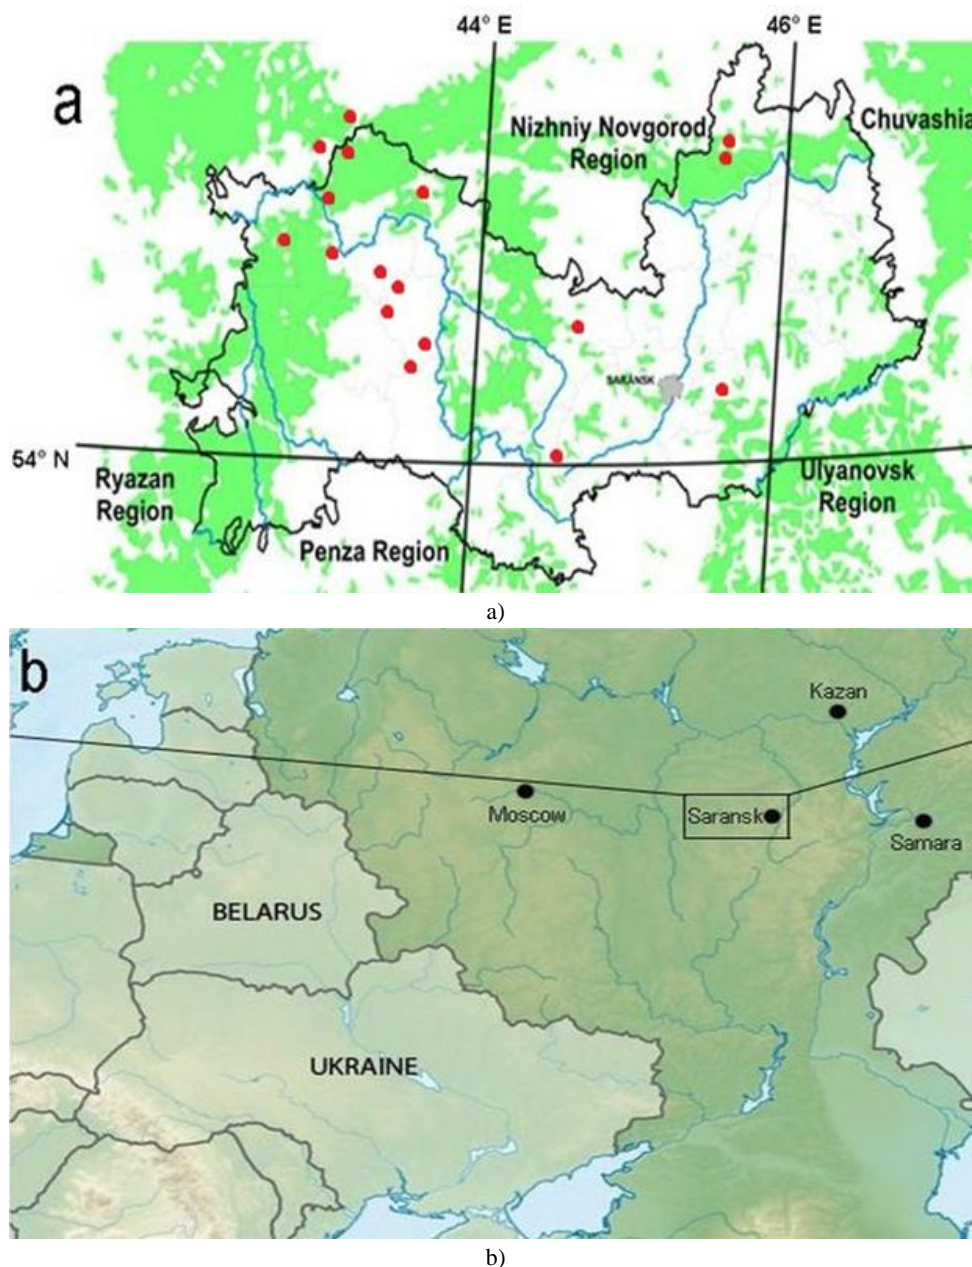 44° E
46° E
a
Nizhniy Novgorod
Region
Chuvashia
SARANSK
54° N
Ryazan
Region
Ulyanovsk
Region
Penza Region
a)
b
Kazan
Moscow
Saransk
Samara
BELARUS
UKRAINE
b)